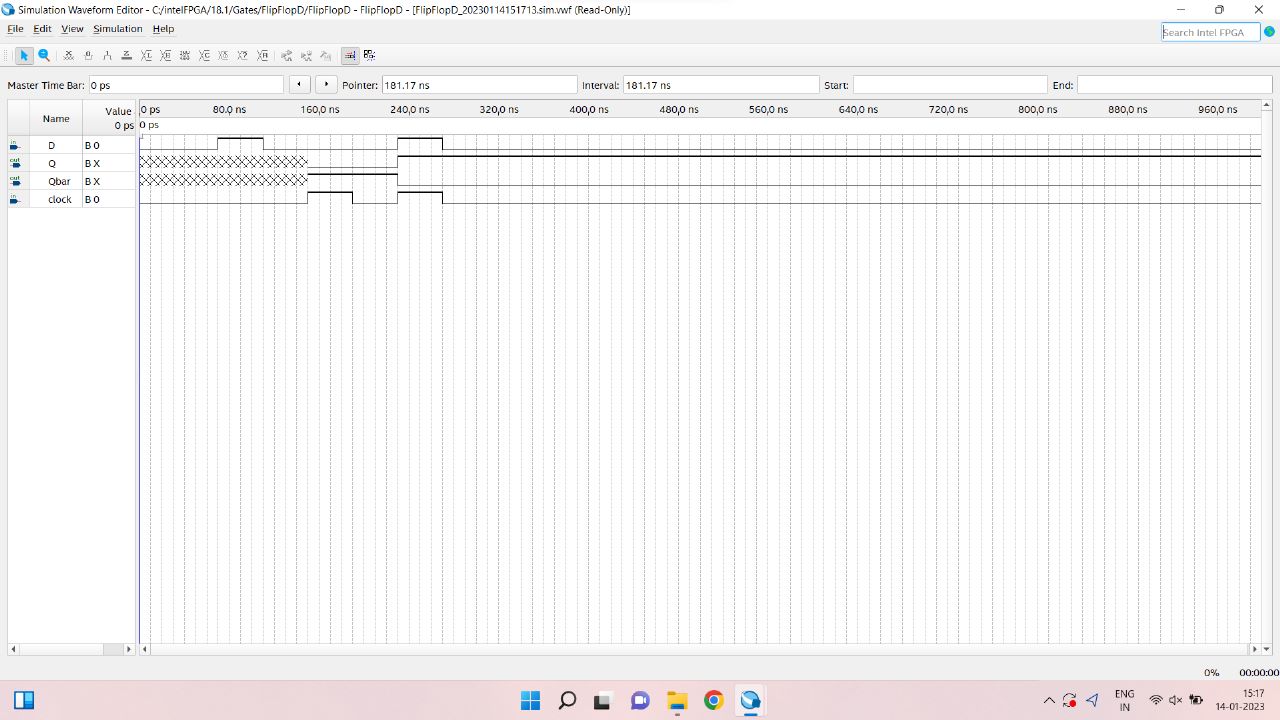 Simulation Waveform Editor - C:/intelFPGA/18.1/Gates/FlipFlopD/FlipFlopD - FlipFlopD - [FlipFlopD_20230114151713.sim.vwf (Read-Only)]
File Edit View Simulation Help
Search Intel FPGA
Master Time Bar: 0 ps Pointer: 181.17 ns Interval: 181.17 ns Start: End:
Name Value 0 ps
0 ps 80.0 ns 160.0 ns 240.0 ns 320.0 ns 400.0 ns 480.0 ns 560.0 ns 640.0 ns 720.0 ns 800.0 ns 880.0 ns 960.0 ns
0 ps
in D B 0
out Q B X
out Qbar B X
in clock B 0
0% 00:00:00
ENG IN 15:17
14-01-2023